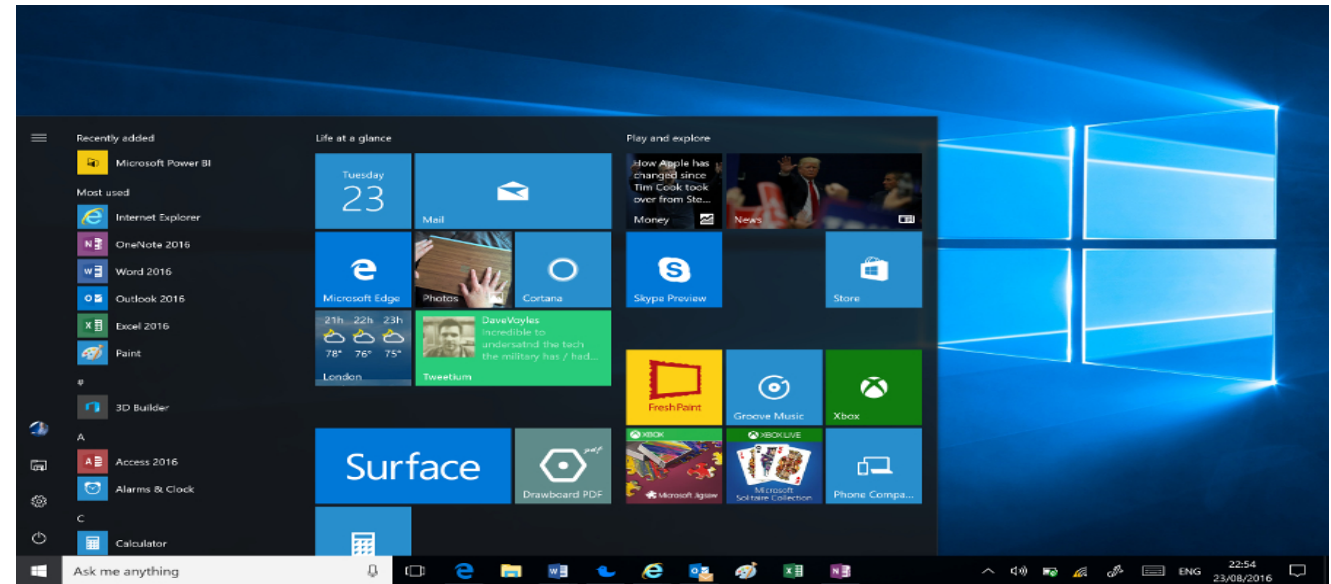 Recently added
Microsoft Power BI
Most used
Internet Explorer
OneNote 2016
Word 2016
Outlook 2016
Excel 2016
Paint
#
3D Builder
A
Access 2016
Alarms & Clock
C
Calculator
Life at a glance
Tuesday
23
Mail
Microsoft Edge
Photos
Cortana
21h 22h 23h
78° 76° 75°
London
DaveVoyles
Incredible to
undersatnd the tech
the military has / had...
Tweetium
Surface
pdf
Drawboard PDF
Play and explore
How Apple has
changed since
Tim Cook took
over from Ste...
Money
News
Skype Preview
Store
FreshPaint
Groove Music
Xbox
XBOX
Microsoft Jigsaw
XBOX LIVE
Microsoft
Solitaire Collection
Phone Compa...
Ask me anything
ENG
22:54
23/08/2016